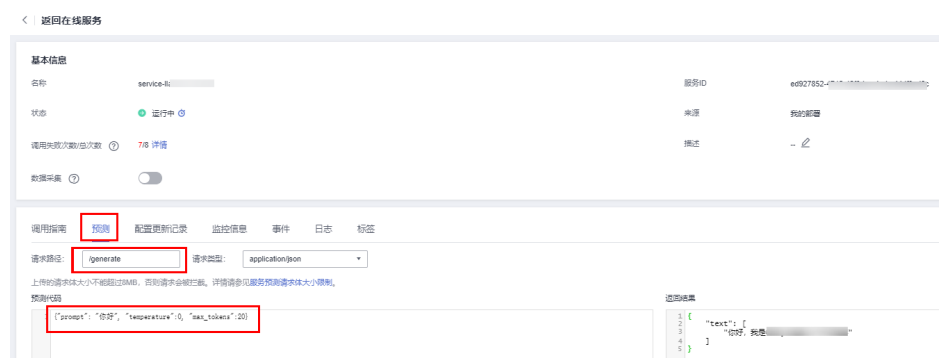 返回在线服务
基本信息
名称 service-ll
服务ID ed927852-
状态 运行中
来源 我的部署
调用失败次数/总次数 7/8 详情
描述 --
数据采集
调用指南 预测 配置更新记录 监控信息 事件 日志 标签
请求路径: /generate 请求类型: application/json
上传的请求体大小不能超过8MB，否则请求会被拦截。详情请参见服务预测请求体大小限制。
预测代码
返回结果
{"prompt": "你好", "temperature":0, "max_tokens":20}
1 {
2 "text": [
3 "你好，我是 "
4 ]
5 }